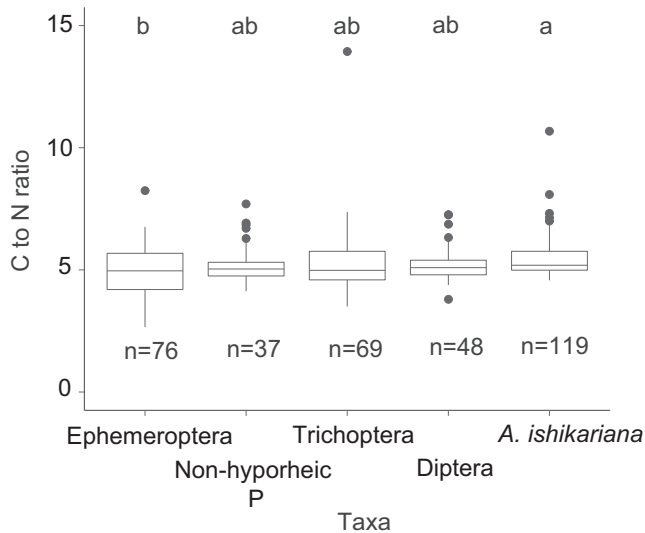 15
b ab ab ab a
10
C to N ratio
5
n=76 n=37 n=69 n=48 n=119
0
Ephemeroptera Trichoptera A. ishikariana
Non-hyporheic Diptera
P
Taxa